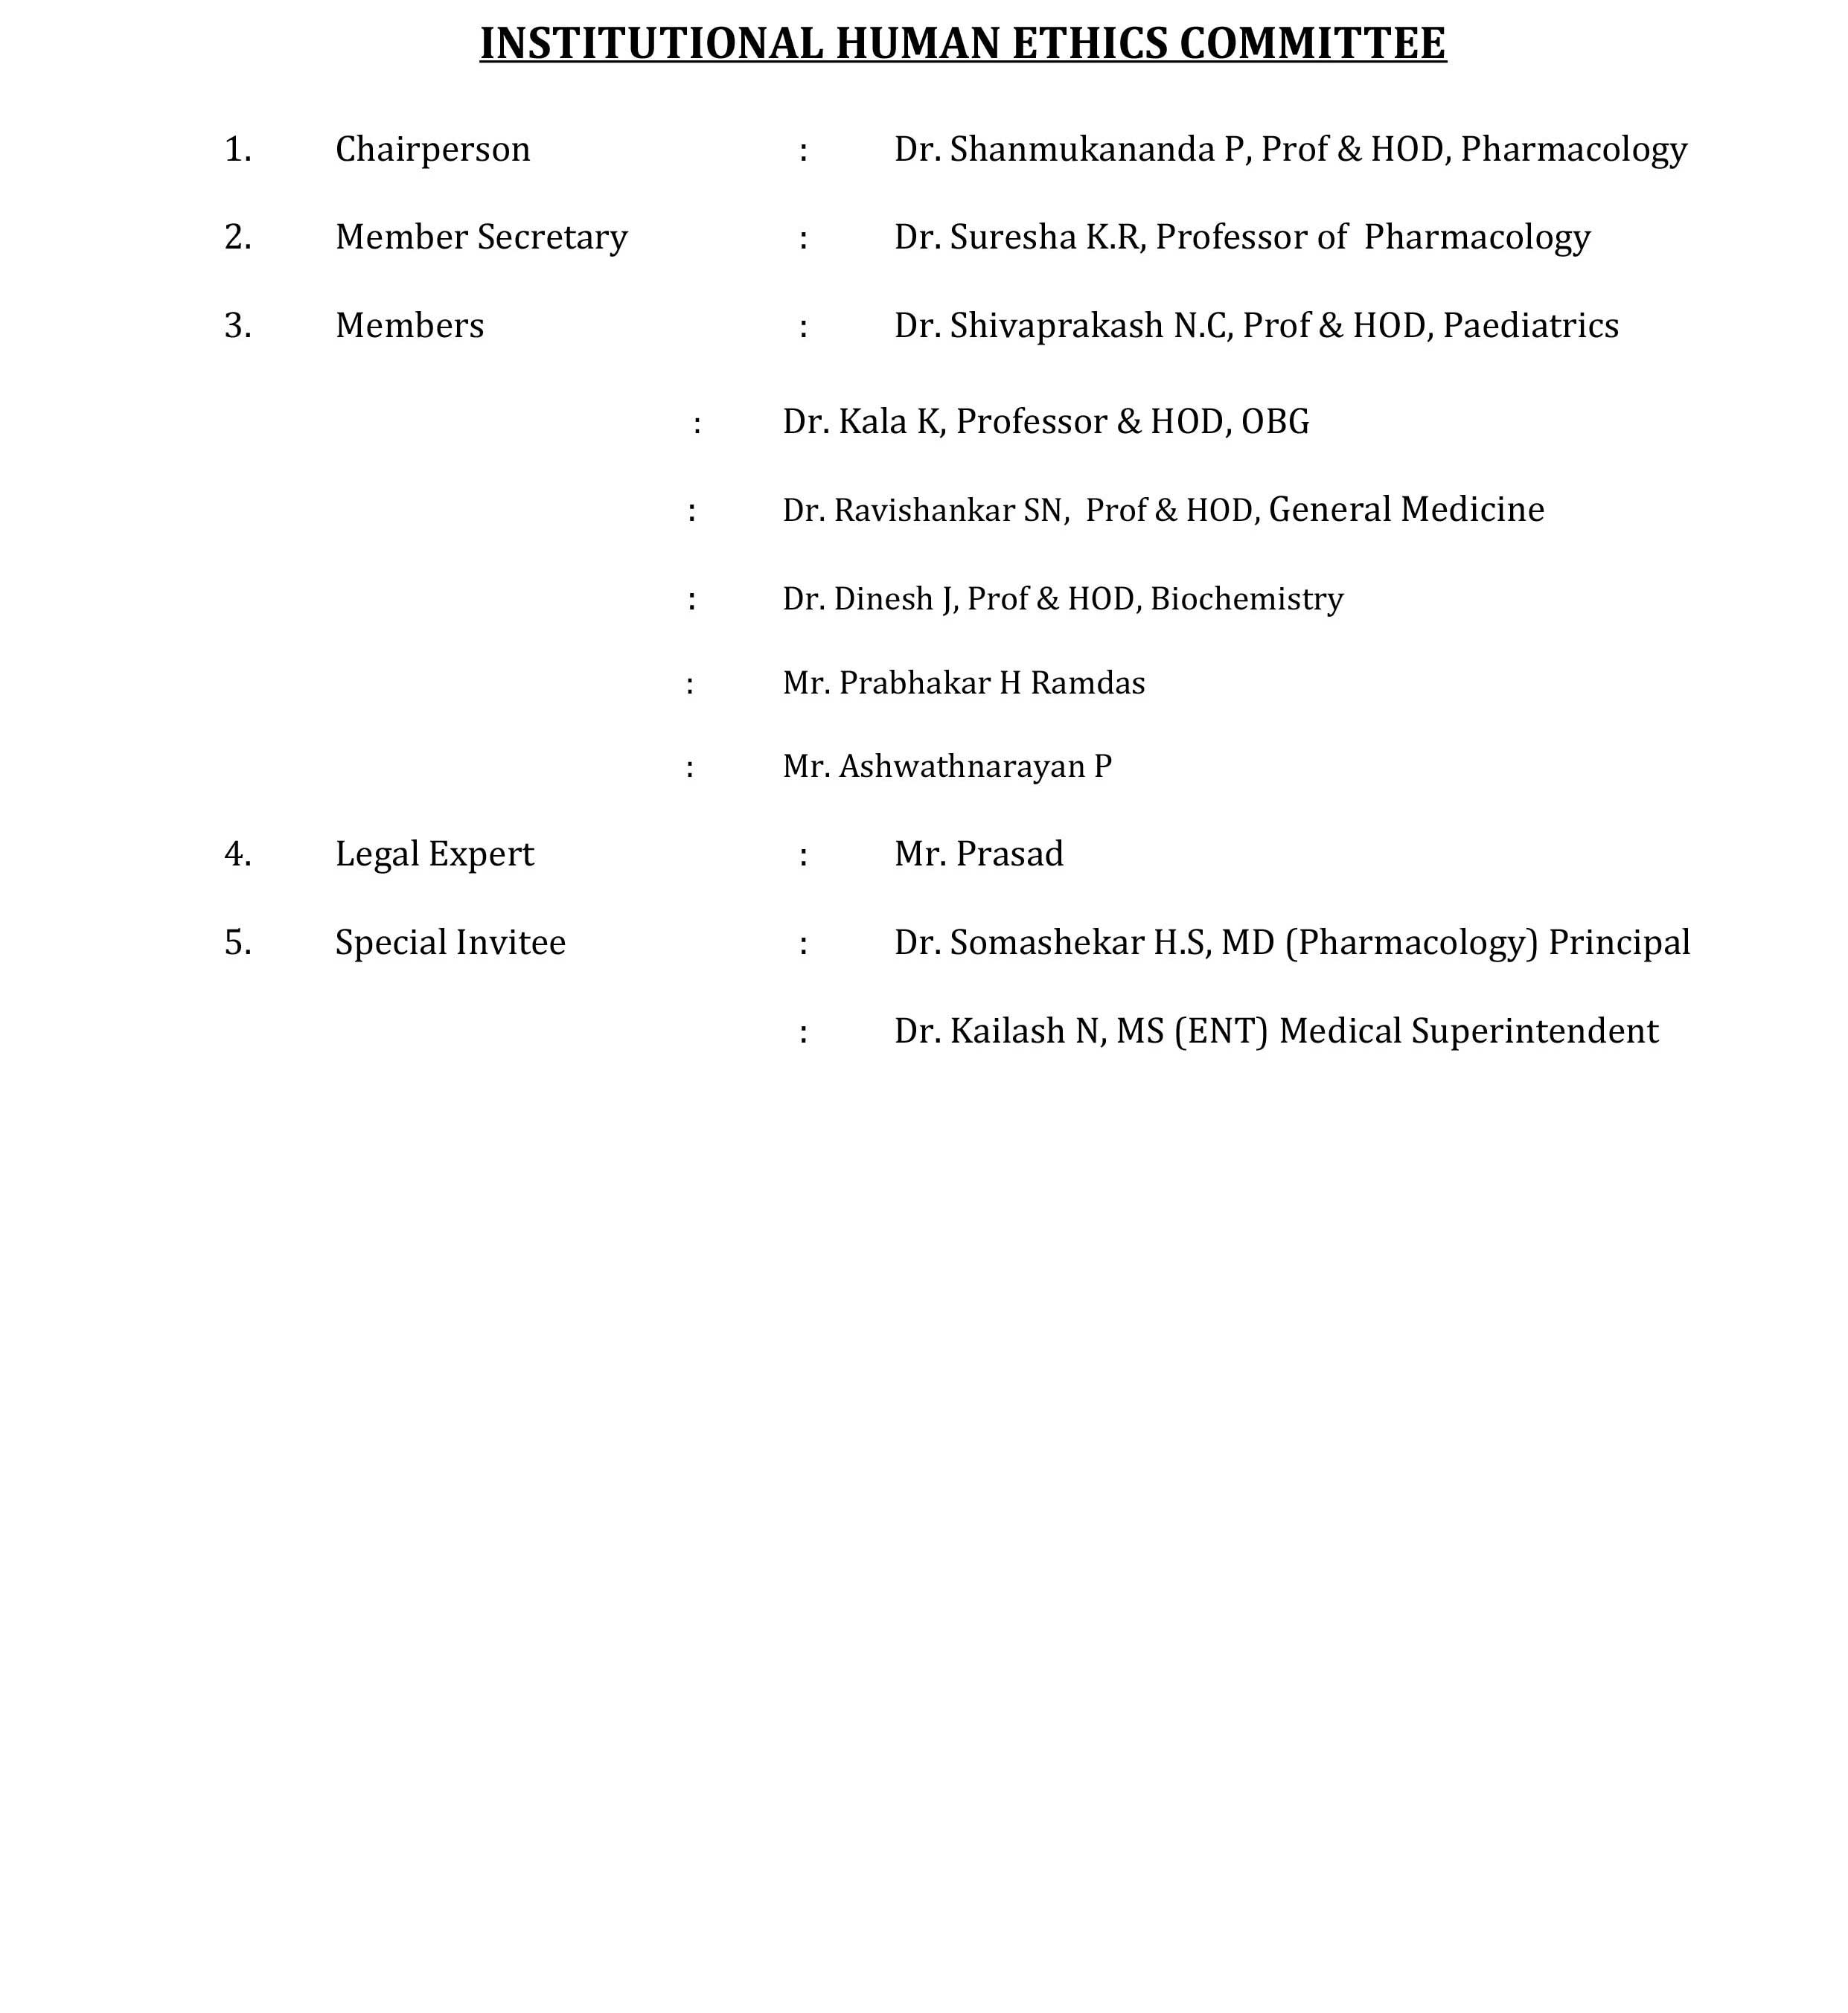 INSTITUTIONAL HUMAN ETHICS COMMITTEE
1. Chairperson : Dr. Shanmukananda P, Prof & HOD, Pharmacology
2. Member Secretary : Dr. Suresha K.R, Professor of Pharmacology
3. Members : Dr. Shivaprakash N.C, Prof & HOD, Paediatrics
: Dr. Kala K, Professor & HOD, OBG
: Dr. Ravishankar SN, Prof & HOD, General Medicine
: Dr. Dinesh J, Prof & HOD, Biochemistry
: Mr. Prabhakar H Ramdas
: Mr. Ashwathnarayan P
4. Legal Expert : Mr. Prasad
5. Special Invitee : Dr. Somashekar H.S, MD (Pharmacology) Principal
: Dr. Kailash N, MS (ENT) Medical Superintendent